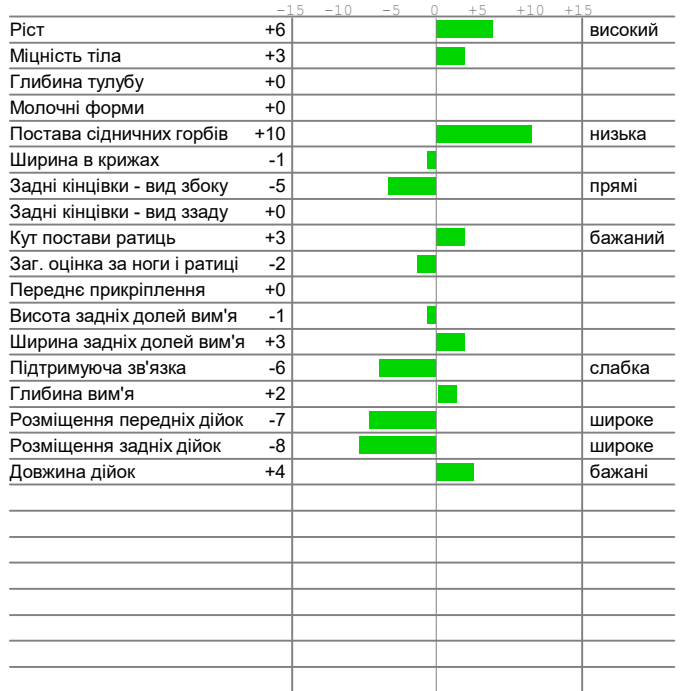 -15 -10 -5 0 +5 +10 +15
Ріст +6 високий
Міцність тіла +3
Глибина тулубу +0
Молочні форми +0
Постава сідничних горбів +10 низька
Ширина в крижах -1
Задні кінцівки - вид збоку -5 прямі
Задні кінцівки - вид ззаду +0
Кут постави ратиць +3 бажаний
Заг. оцінка за ноги і ратиці -2
Переднє прикріплення +0
Висота задніх долей вим'я -1
Ширина задніх долей вим'я +3
Підтримуюча зв'язка -6 слабка
Глибина вим'я +2
Розміщення передніх дійок -7 широке
Розміщення задніх дійок -8 широке
Довжина дійок +4 бажані